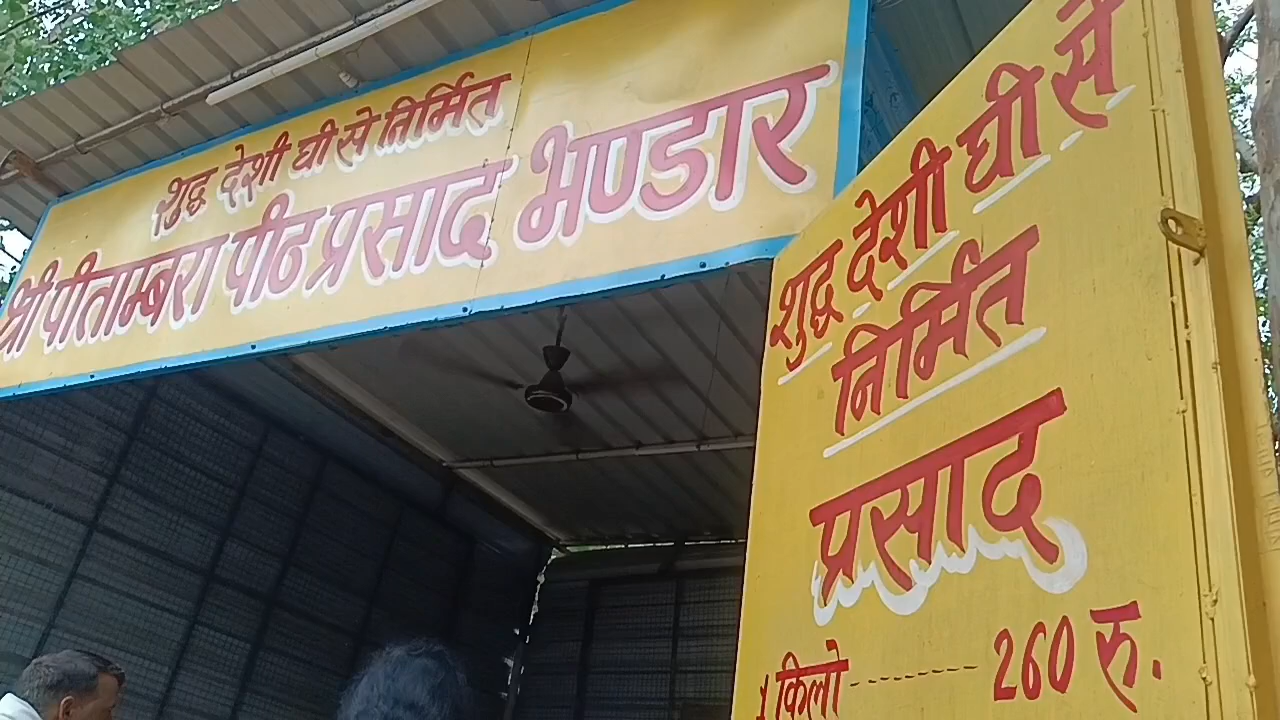 शुद्ध देशी घी से निर्मित
श्री पीताम्बरा पीठ प्रसाद भण्डार
शुद्ध देशी घी से
निर्मित
प्रसाद
1 किलो -------- 260 रु.